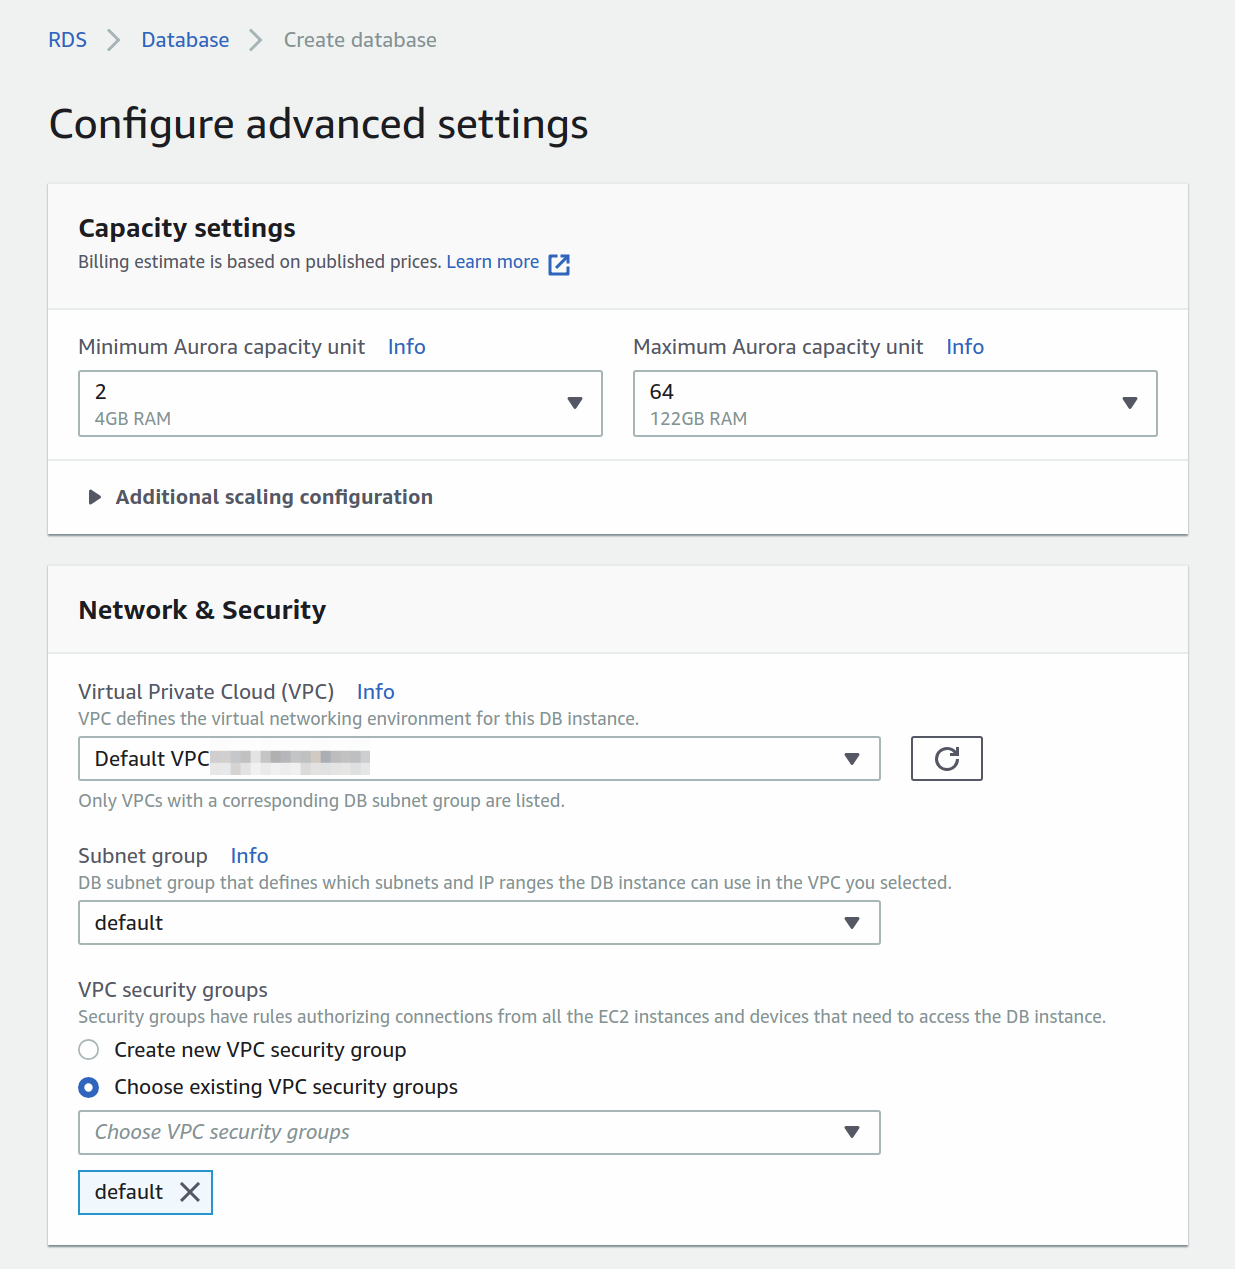 RDS Database Create database
Configure advanced settings
Capacity settings
Billing estimate is based on published prices. Learn more
Minimum Aurora capacity unit Info
Maximum Aurora capacity unit Info
2
4GB RAM
64
122GB RAM
Additional scaling configuration
Network & Security
Virtual Private Cloud (VPC) Info
VPC defines the virtual networking environment for this DB instance.
Default VPC
Only VPCs with a corresponding DB subnet group are listed.
Subnet group Info
DB subnet group that defines which subnets and IP ranges the DB instance can use in the VPC you selected.
default
VPC security groups
Security groups have rules authorizing connections from all the EC2 instances and devices that need to access the DB instance.
Create new VPC security group
Choose existing VPC security groups
Choose VPC security groups
default